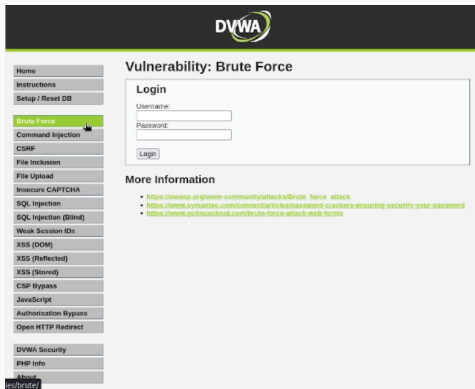 DVWA
Home
Instructions
Setup / Reset DB
Brute Force
Command Injection
CSRF
File Inclusion
File Upload
Insecure CAPTCHA
SQL Injection
SQL Injection (Blind)
Weak Session IDs
XSS (DOM)
XSS (Reflected)
XSS (Stored)
CSP Bypass
JavaScript
Authorisation Bypass
Open HTTP Redirect
DVWA Security
PHP Info
About
les/brute/
Vulnerability: Brute Force
Login
Username:
Password:
Login
More Information
https://owasp.org/www-community/attacks/Brute_force_attack
https://www.symantec.com/connect/articles/password-crackers-ensuring-security-your-password
https://www.golinuxcloud.com/brute-force-attack-web-forms